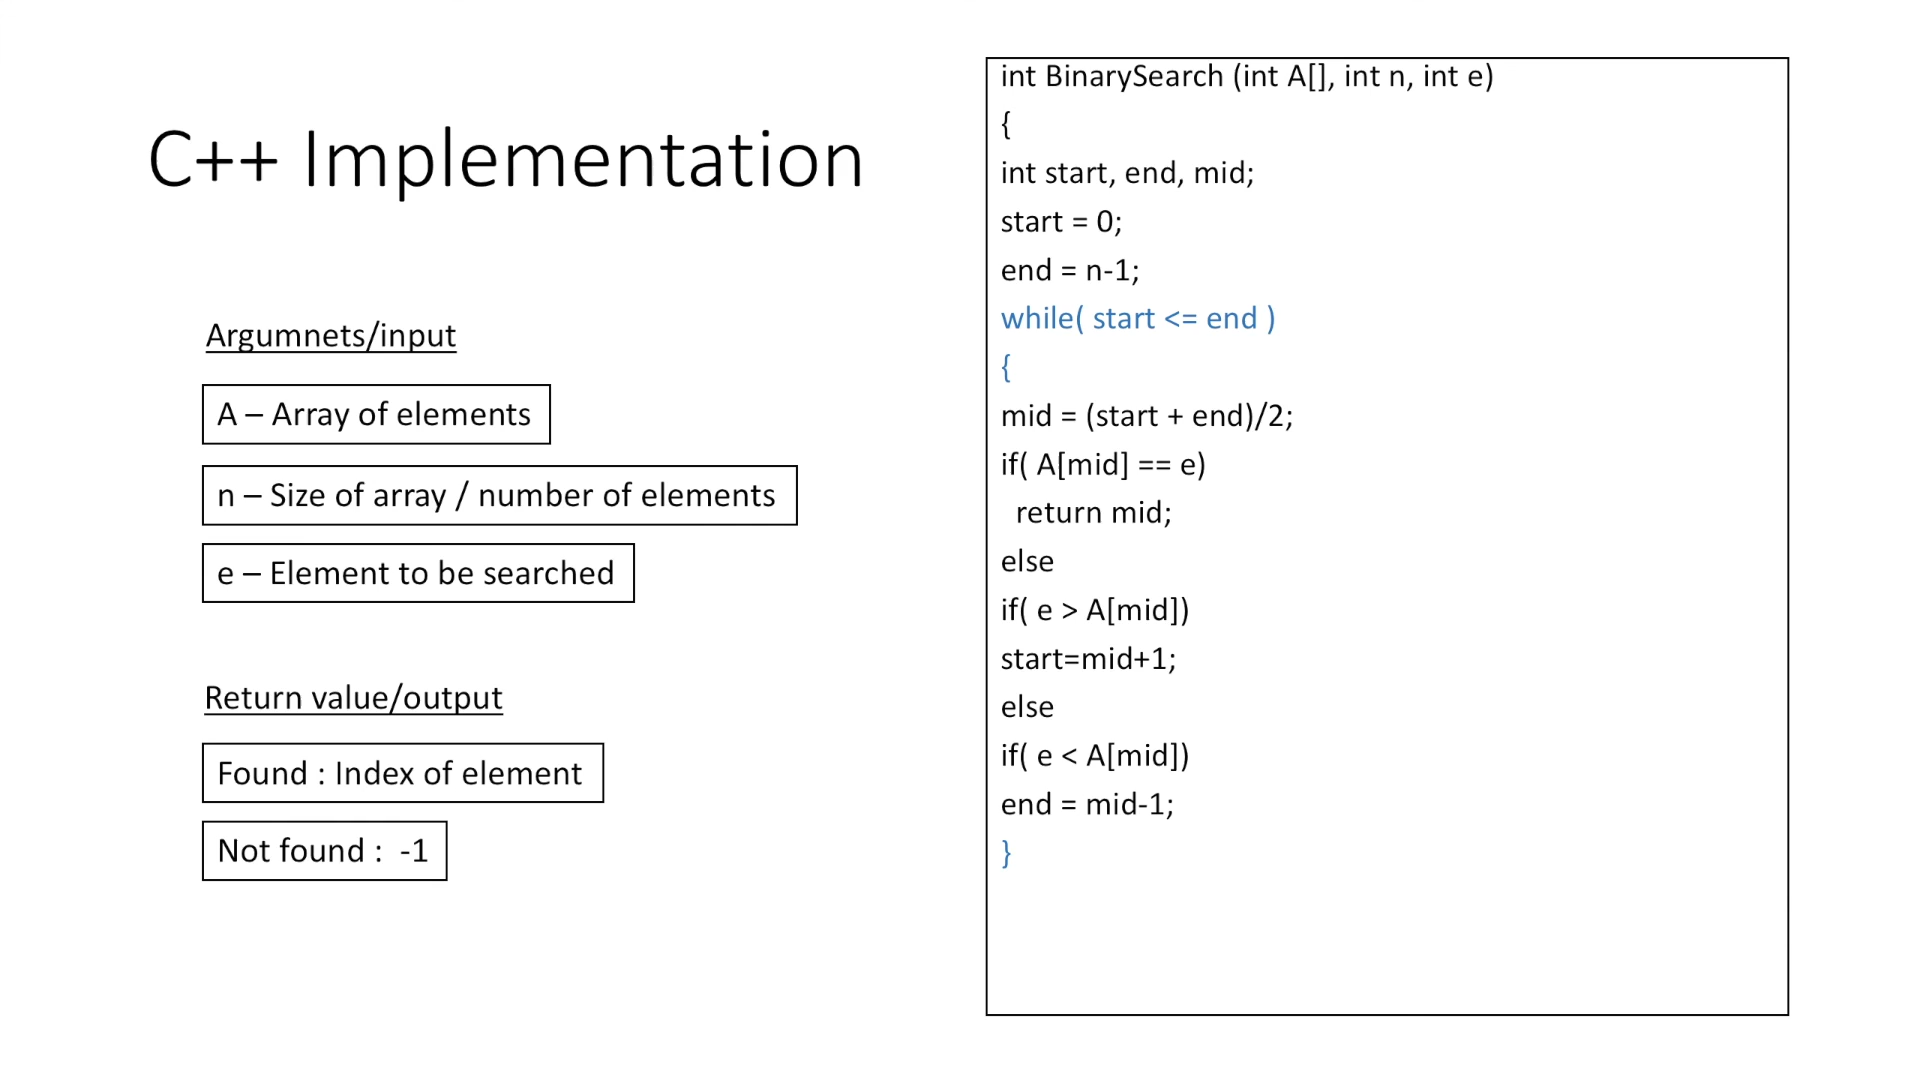 C++ Implementation
Argumnets/input
A – Array of elements
n – Size of array / number of elements
e – Element to be searched
Return value/output
Found : Index of element
Not found :  -1
int BinarySearch (int A[], int n, int e)
{
int start, end, mid;
start = 0;
end = n-1;
while( start <= end )
{
mid = (start + end)/2;
if( A[mid] == e)
  return mid;
else
if( e > A[mid])
start=mid+1;
else
if( e < A[mid])
end = mid-1;
}